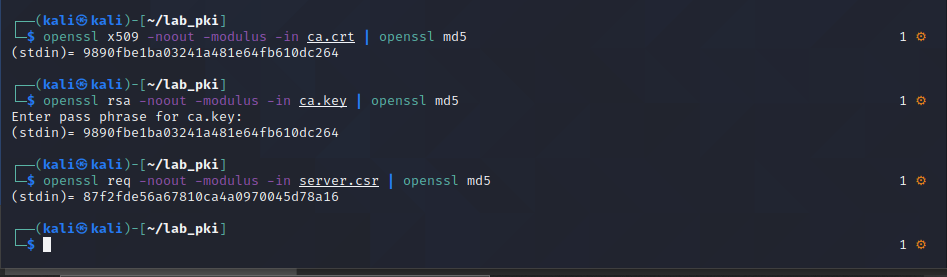 ┌──(kali㉿kali)-[~/lab_pki]
└─$ openssl x509 -noout -modulus -in ca.crt | openssl md5 1 ⚙
(stdin)= 9890fbe1ba03241a481e64fb610dc264
┌──(kali㉿kali)-[~/lab_pki]
└─$ openssl rsa -noout -modulus -in ca.key | openssl md5 1 ⚙
Enter pass phrase for ca.key:
(stdin)= 9890fbe1ba03241a481e64fb610dc264
┌──(kali㉿kali)-[~/lab_pki]
└─$ openssl req -noout -modulus -in server.csr | openssl md5 1 ⚙
(stdin)= 87f2fde56a67810ca4a0970045d78a16
┌──(kali㉿kali)-[~/lab_pki]
└─$ 1 ⚙